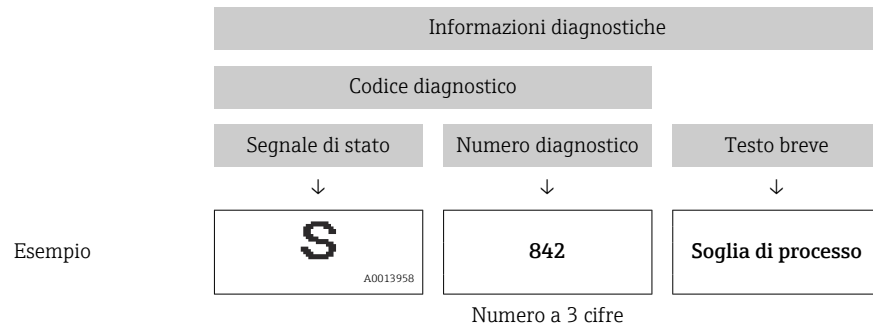 Informazioni diagnostiche
Codice diagnostico
Segnale di stato Numero diagnostico Testo breve
↓ ↓ ↓
Esempio S 842 Soglia di processo
A0013958
Numero a 3 cifre